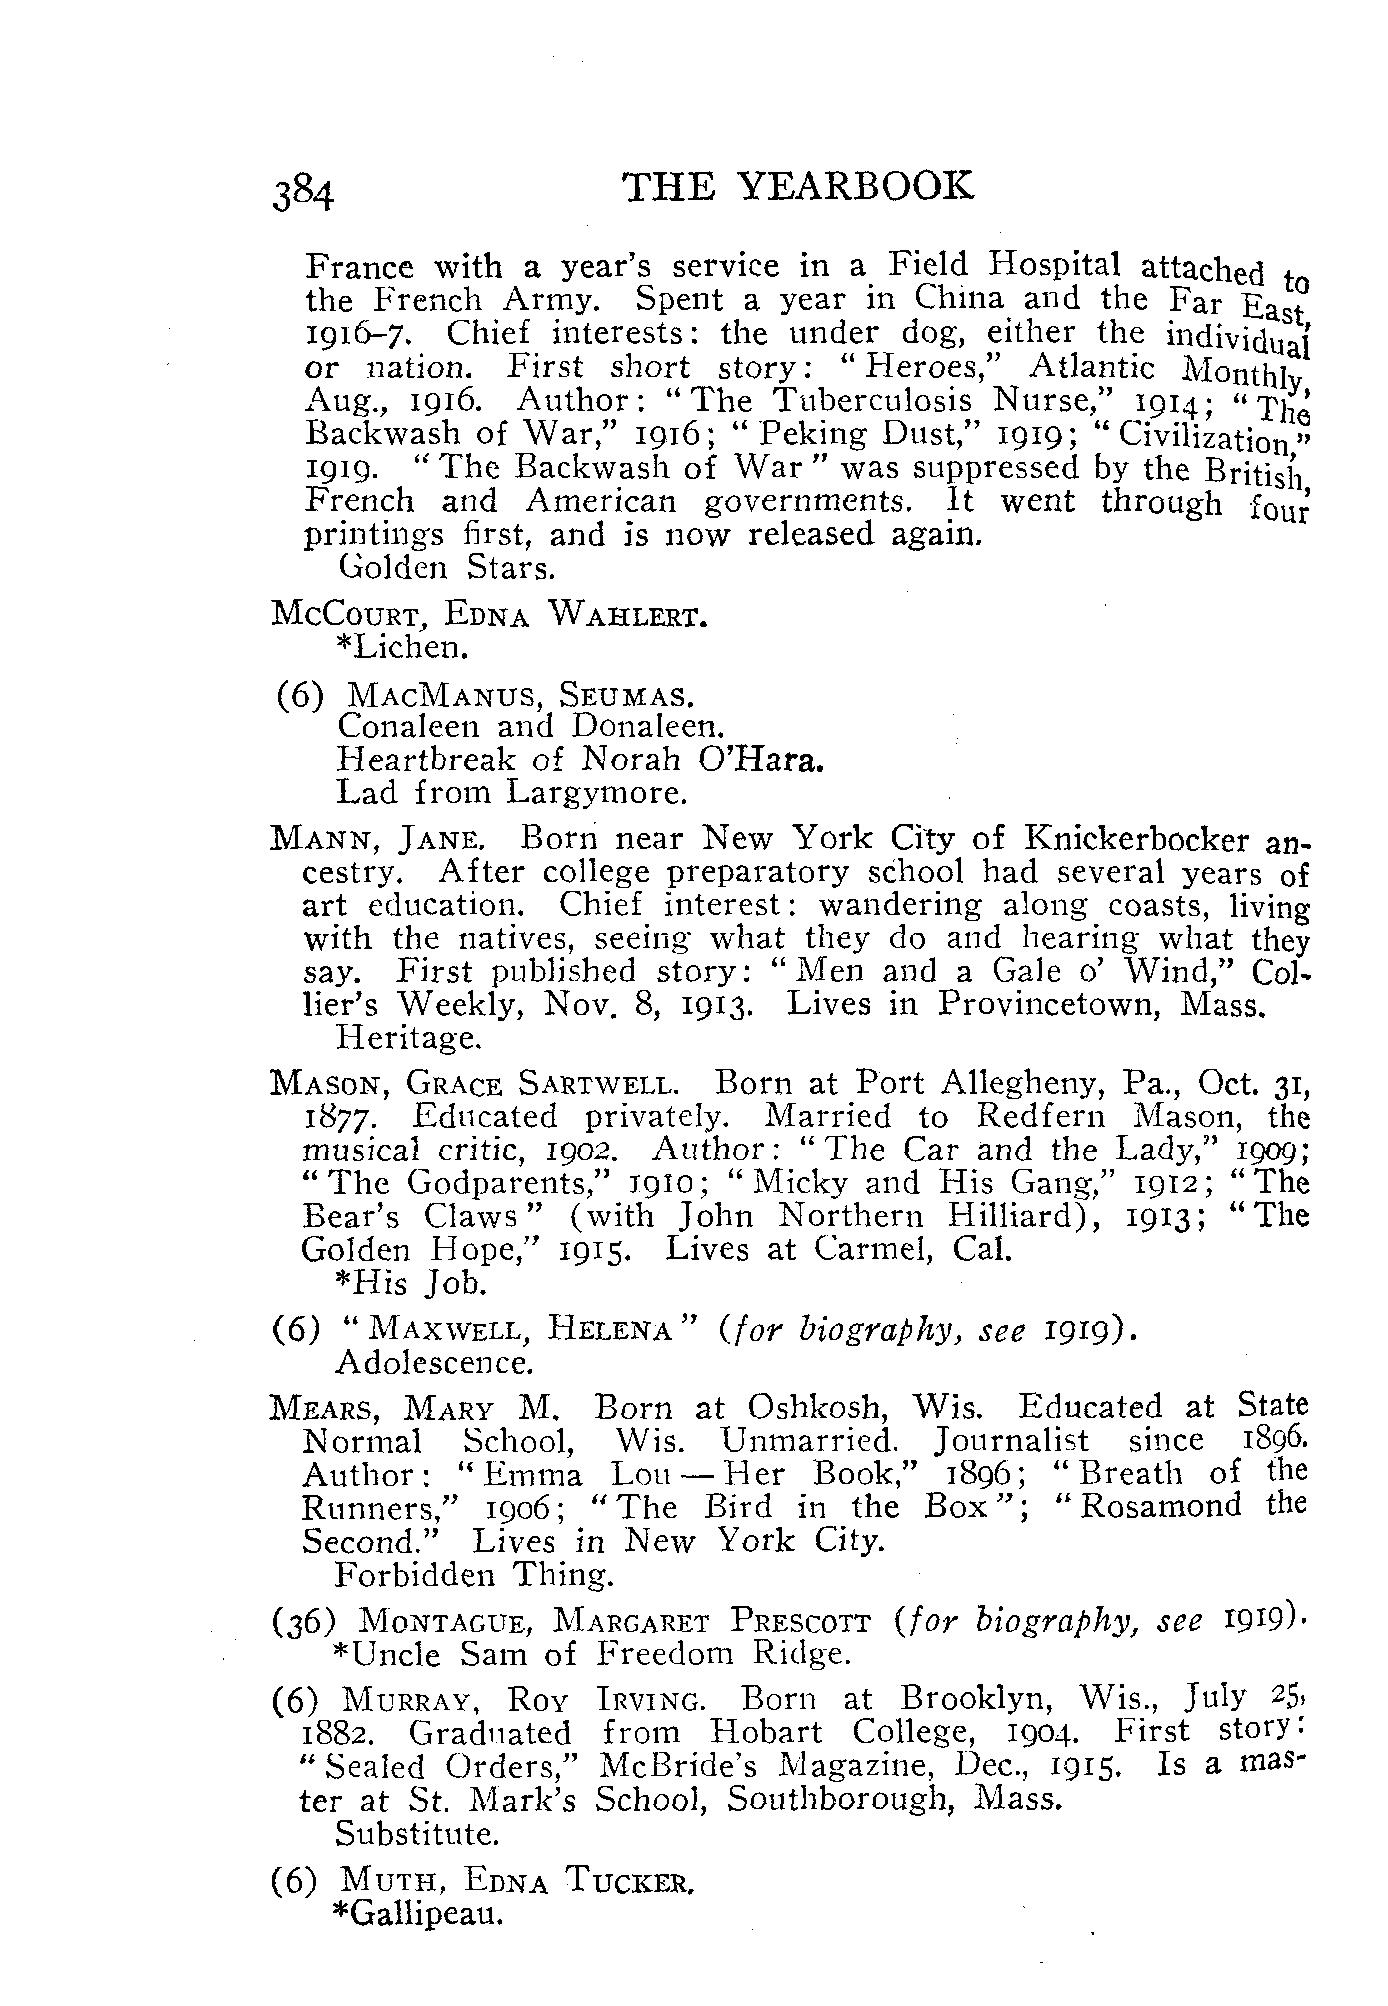 384 THE YEARBOOK
France with a year's service in a Field Hospital attached to
the French Army. Spent a year in China and the Far East,
1916-7. Chief interests: the under dog, either the individual
or nation. First short story: "Heroes," Atlantic Monthly,
Aug., 1916. Author: "The Tuberculosis Nurse," 1914; "The
Backwash of War," 1916; "Peking Dust," 1919; "Civilization,"
1919. "The Backwash of War" was suppressed by the British,
French and American governments. It went through four
printings first, and is now released again.
Golden Stars.
McCourt, Edna Wahlert.
*Lichen.
(6) MacManus, Seumas.
Conaleen and Donaleen.
Heartbreak of Norah O'Hara.
Lad from Largymore.
Mann, Jane. Born near New York City of Knickerbocker an-
cestry. After college preparatory school had several years of
art education. Chief interest: wandering along coasts, living
with the natives, seeing what they do and hearing what they
say. First published story: "Men and a Gale o' Wind," Col-
lier's Weekly, Nov. 8, 1913. Lives in Provincetown, Mass.
Heritage.
Mason, Grace Sartwell. Born at Port Allegheny, Pa., Oct. 31,
1877. Educated privately. Married to Redfern Mason, the
musical critic, 1902. Author: "The Car and the Lady," 1909;
"The Godparents," 1910; "Micky and His Gang," 1912; "The
Bear's Claws" (with John Northern Hilliard), 1913; "The
Golden Hope," 1915. Lives at Carmel, Cal.
*His Job.
(6) "Maxwell, Helena" (for biography, see 1919).
Adolescence.
Mears, Mary M. Born at Oshkosh, Wis. Educated at State
Normal School, Wis. Unmarried. Journalist since 1896.
Author: "Emma Lou — Her Book," 1896; "Breath of the
Runners," 1906; "The Bird in the Box"; "Rosamond the
Second." Lives in New York City.
Forbidden Thing.
(36) Montague, Margaret Prescott (for biography, see 1919).
*Uncle Sam of Freedom Ridge.
(6) Murray, Roy Irving. Born at Brooklyn, Wis., July 25,
1882. Graduated from Hobart College, 1904. First story:
"Sealed Orders," McBride's Magazine, Dec., 1915. Is a mas-
ter at St. Mark's School, Southborough, Mass.
Substitute.
(6) Muth, Edna Tucker.
*Gallipeau.